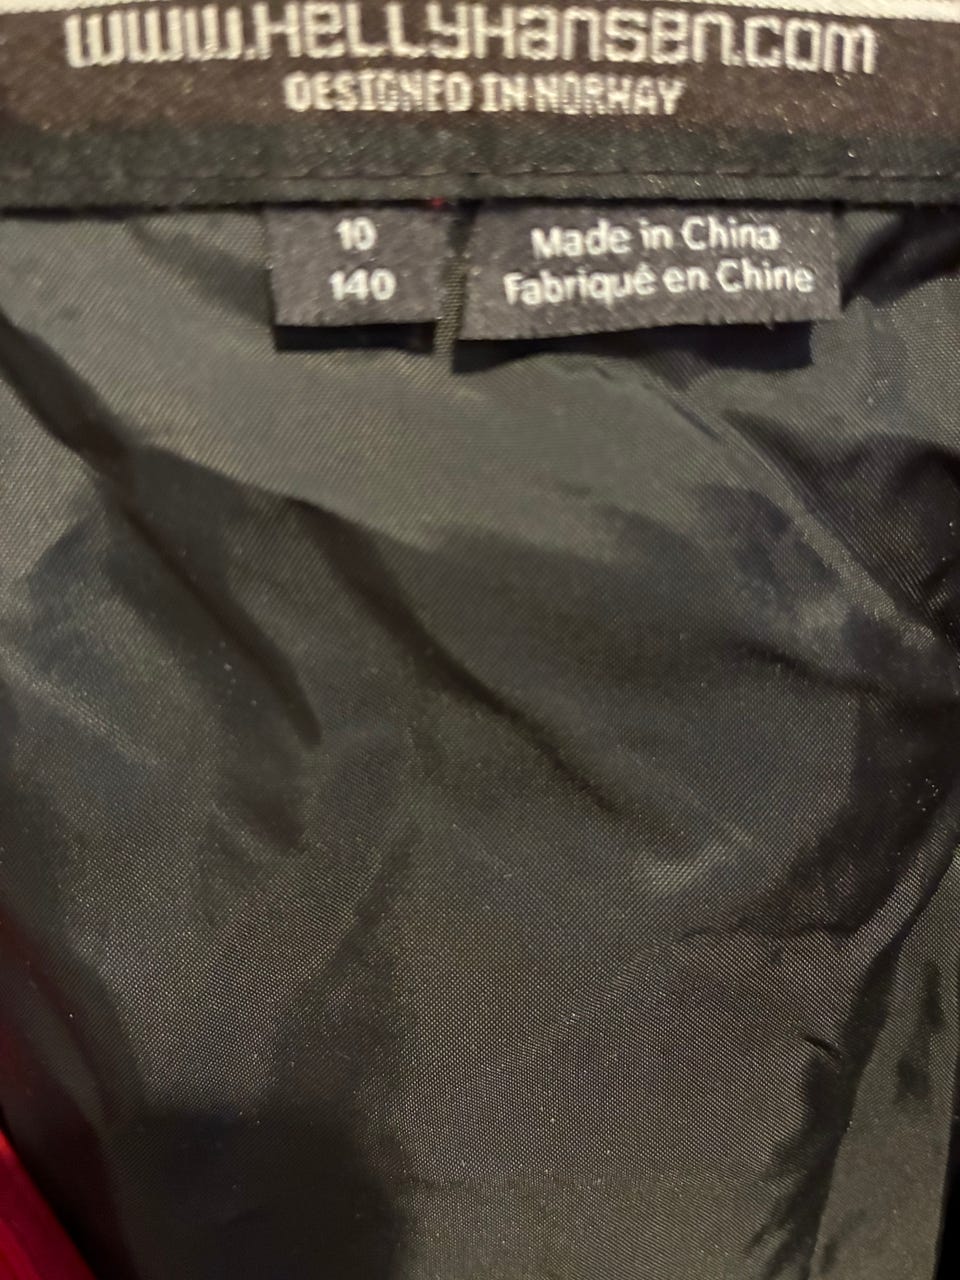 www.HELLYHansen.com
DESIGNED IN NORWAY
10
140
Made in China
Fabriqué en Chine